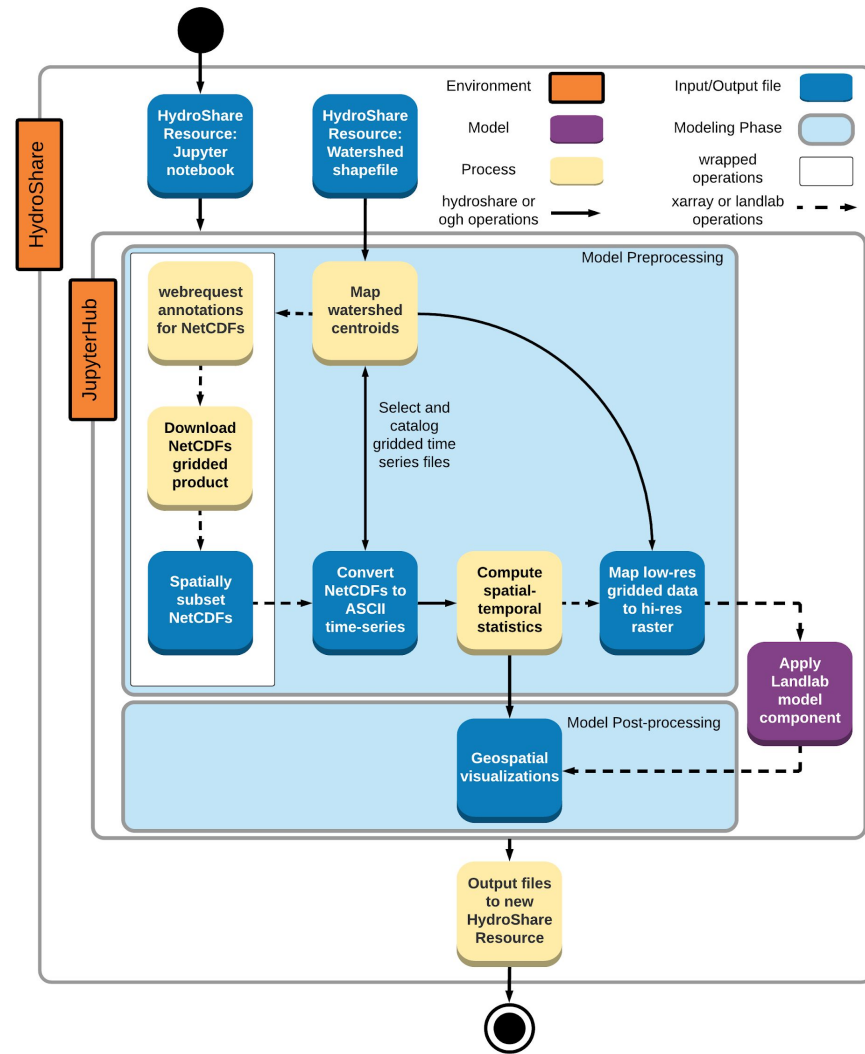 HydroShare
Resource:
Jupyter
notebook
HydroShare
Resource:
Watershed
shapefile
Environment
Input/Output file
Model
Modeling Phase
Process
wrapped
operations
hydroshare or
ogh operations
xarray or landlab
operations
HydroShare
JupyterHub
Model Preprocessing
webrequest
annotations
for NetCDFs
Map
watershed
centroids
Select and
catalog
gridded time
series files
Download
NetCDFs
gridded
product
Spatially
subset
NetCDFs
Convert
NetCDFs to
ASCII
time-series
Compute
spatial-
temporal
statistics
Map low-res
gridded data
to hi-res
raster
Apply
Landlab
model
component
Model Post-processing
Geospatial
visualizations
Output files
to new
HydroShare
Resource